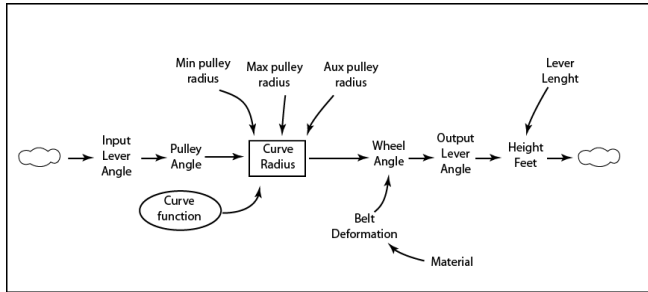 Min pulley
radius
Max pulley
radius
Aux pulley
radius
Lever
Lenght
Input
Lever
Angle
Pulley
Angle
Curve
Radius
Wheel
Angle
Output
Lever
Angle
Height
Feet
Curve
function
Belt
Deformation
Material